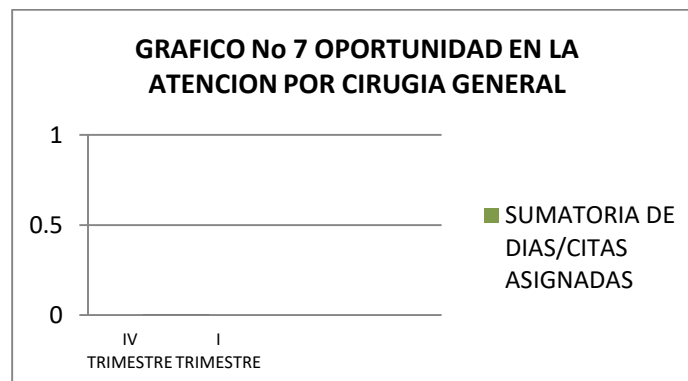 GRAFICO No 7 OPORTUNIDAD EN LA
ATENCION POR CIRUGIA GENERAL
1
0.5
0
IV
TRIMESTRE
I
TRIMESTRE
SUMATORIA DE
DIAS/CITAS
ASIGNADAS